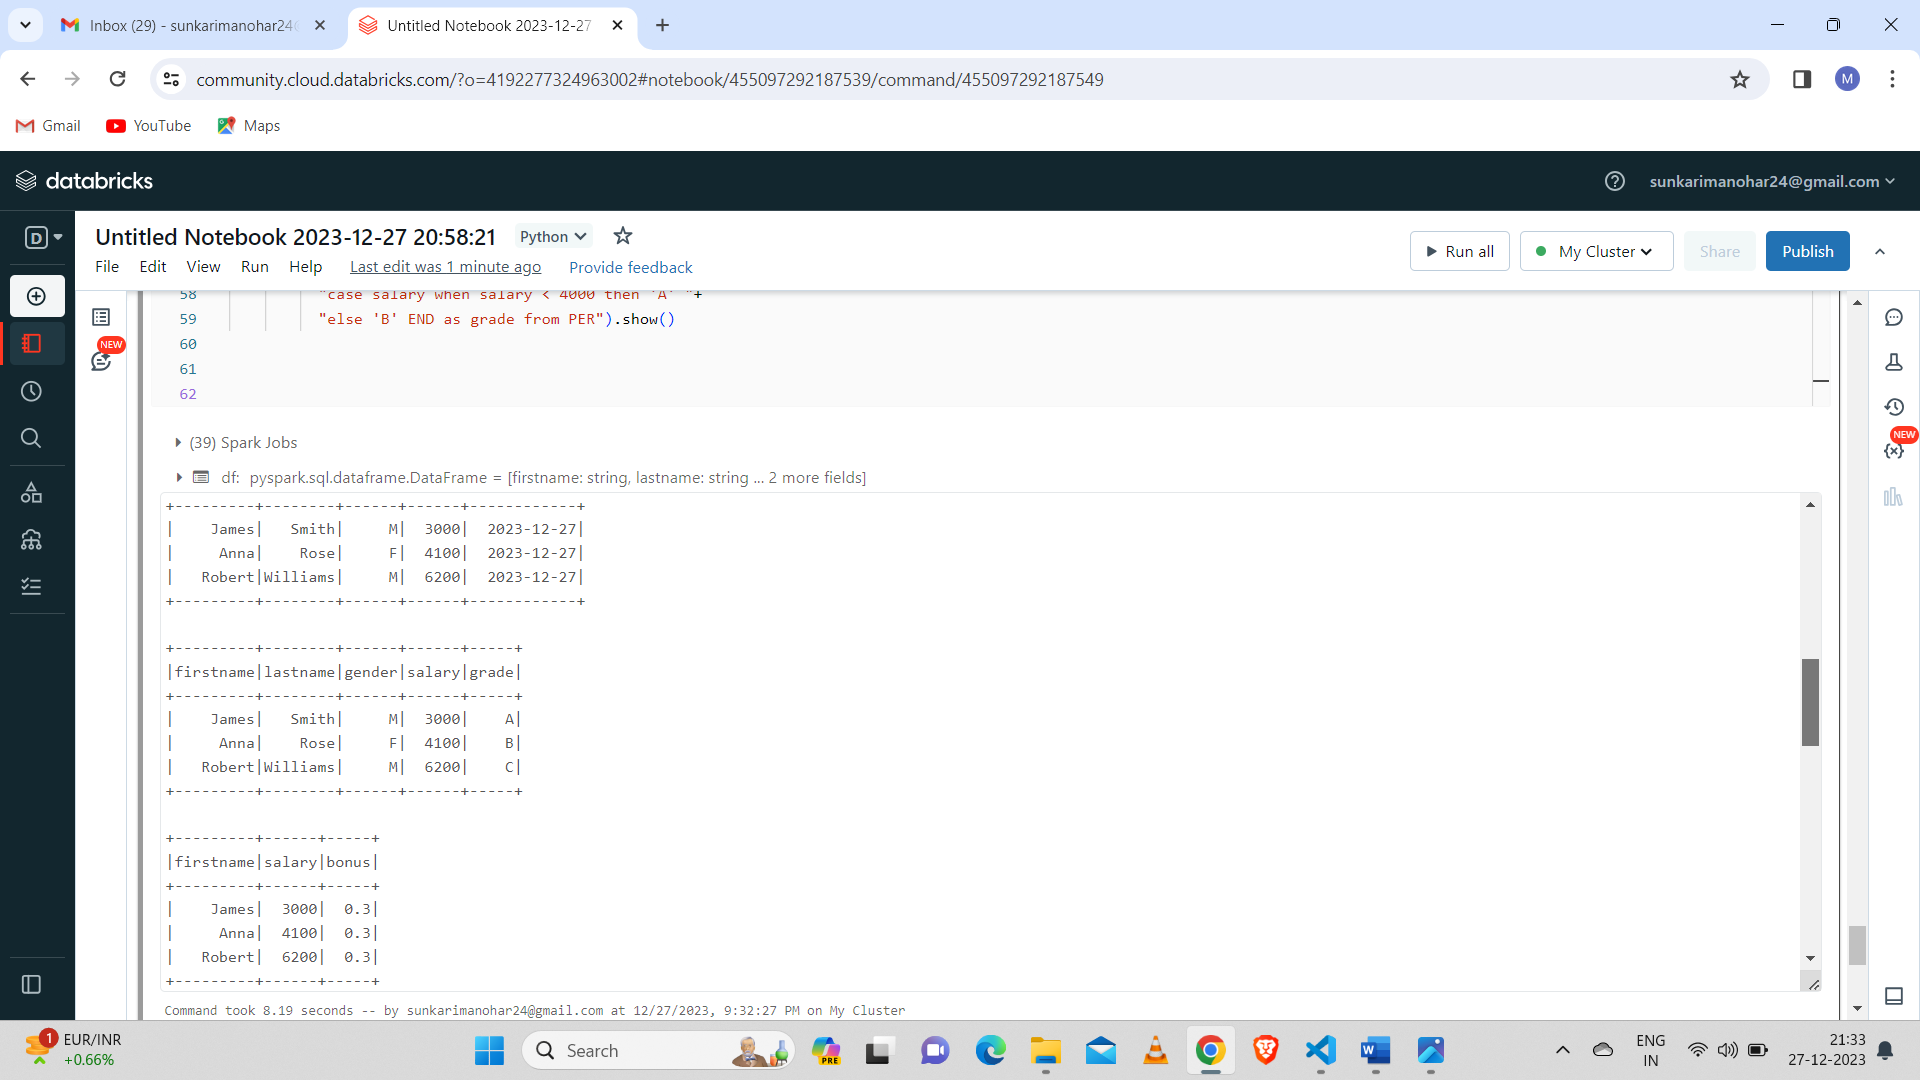 Inbox (29) - sunkarimanohar24
Untitled Notebook 2023-12-27
community.cloud.databricks.com/?o=4192277324963002#notebook/455097292187539/command/455097292187549
M
Gmail
YouTube
Maps
databricks
sunkarimanohar24@gmail.com
D
Untitled Notebook 2023-12-27 20:58:21
Python
File
Edit
View
Run
Help
Last edit was 1 minute ago
Provide feedback
Run all
My Cluster
Share
Publish
NEW
NEW
58 "case salary when salary < 4000 then 'A' "+
59 "else 'B' END as grade from PER").show()
60
61
62
(39) Spark Jobs
df: pyspark.sql.dataframe.DataFrame = [firstname: string, lastname: string ... 2 more fields]
+---------+--------+------+------+------------+
|    James|   Smith|     M|  3000|  2023-12-27|
|     Anna|    Rose|     F|  4100|  2023-12-27|
|   Robert|Williams|     M|  6200|  2023-12-27|
+---------+--------+------+------+------------+
+---------+--------+------+------+-----+
|firstname|lastname|gender|salary|grade|
+---------+--------+------+------+-----+
|    James|   Smith|     M|  3000|    A|
|     Anna|    Rose|     F|  4100|    B|
|   Robert|Williams|     M|  6200|    C|
+---------+--------+------+------+-----+
+---------+------+-----+
|firstname|salary|bonus|
+---------+------+-----+
|    James|  3000|  0.3|
|     Anna|  4100|  0.3|
|   Robert|  6200|  0.3|
+---------+------+-----+
Command took 8.19 seconds -- by sunkarimanohar24@gmail.com at 12/27/2023, 9:32:27 PM on My Cluster
1
EUR/INR
+0.66%
Search
PRE
ENG
IN
21:33
27-12-2023